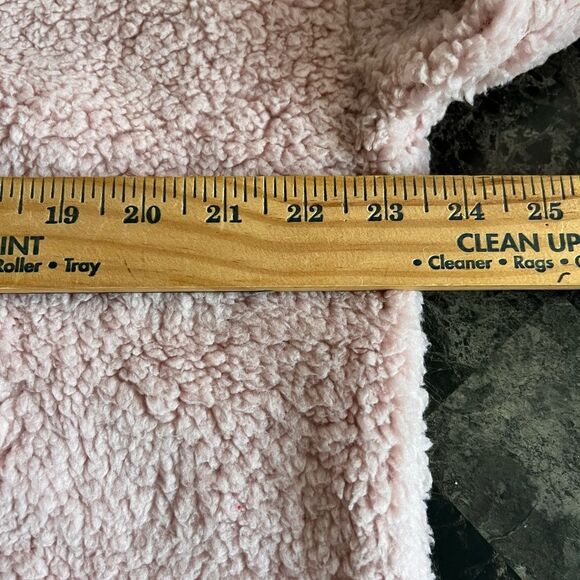 19 20 21 22 23 24 25
INT CLEAN UP
Roller • Tray • Cleaner • Rags •